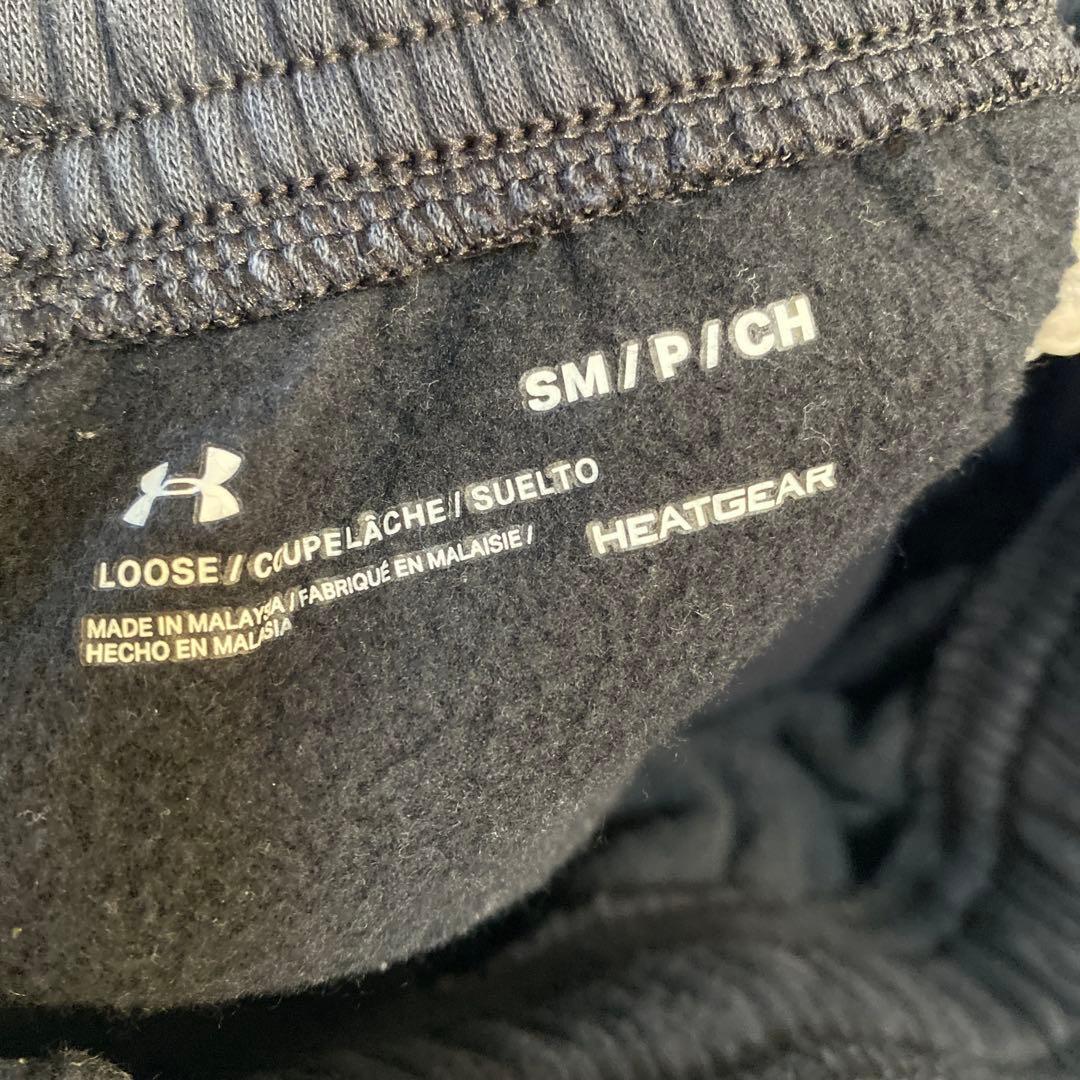 SM/P/CH
LOOSE / COUPE LÂCHE / SUELTO
HEATGEAR
MADE IN MALAYSIA / FABRIQUÉ EN MALAISIE /
HECHO EN MALASIA